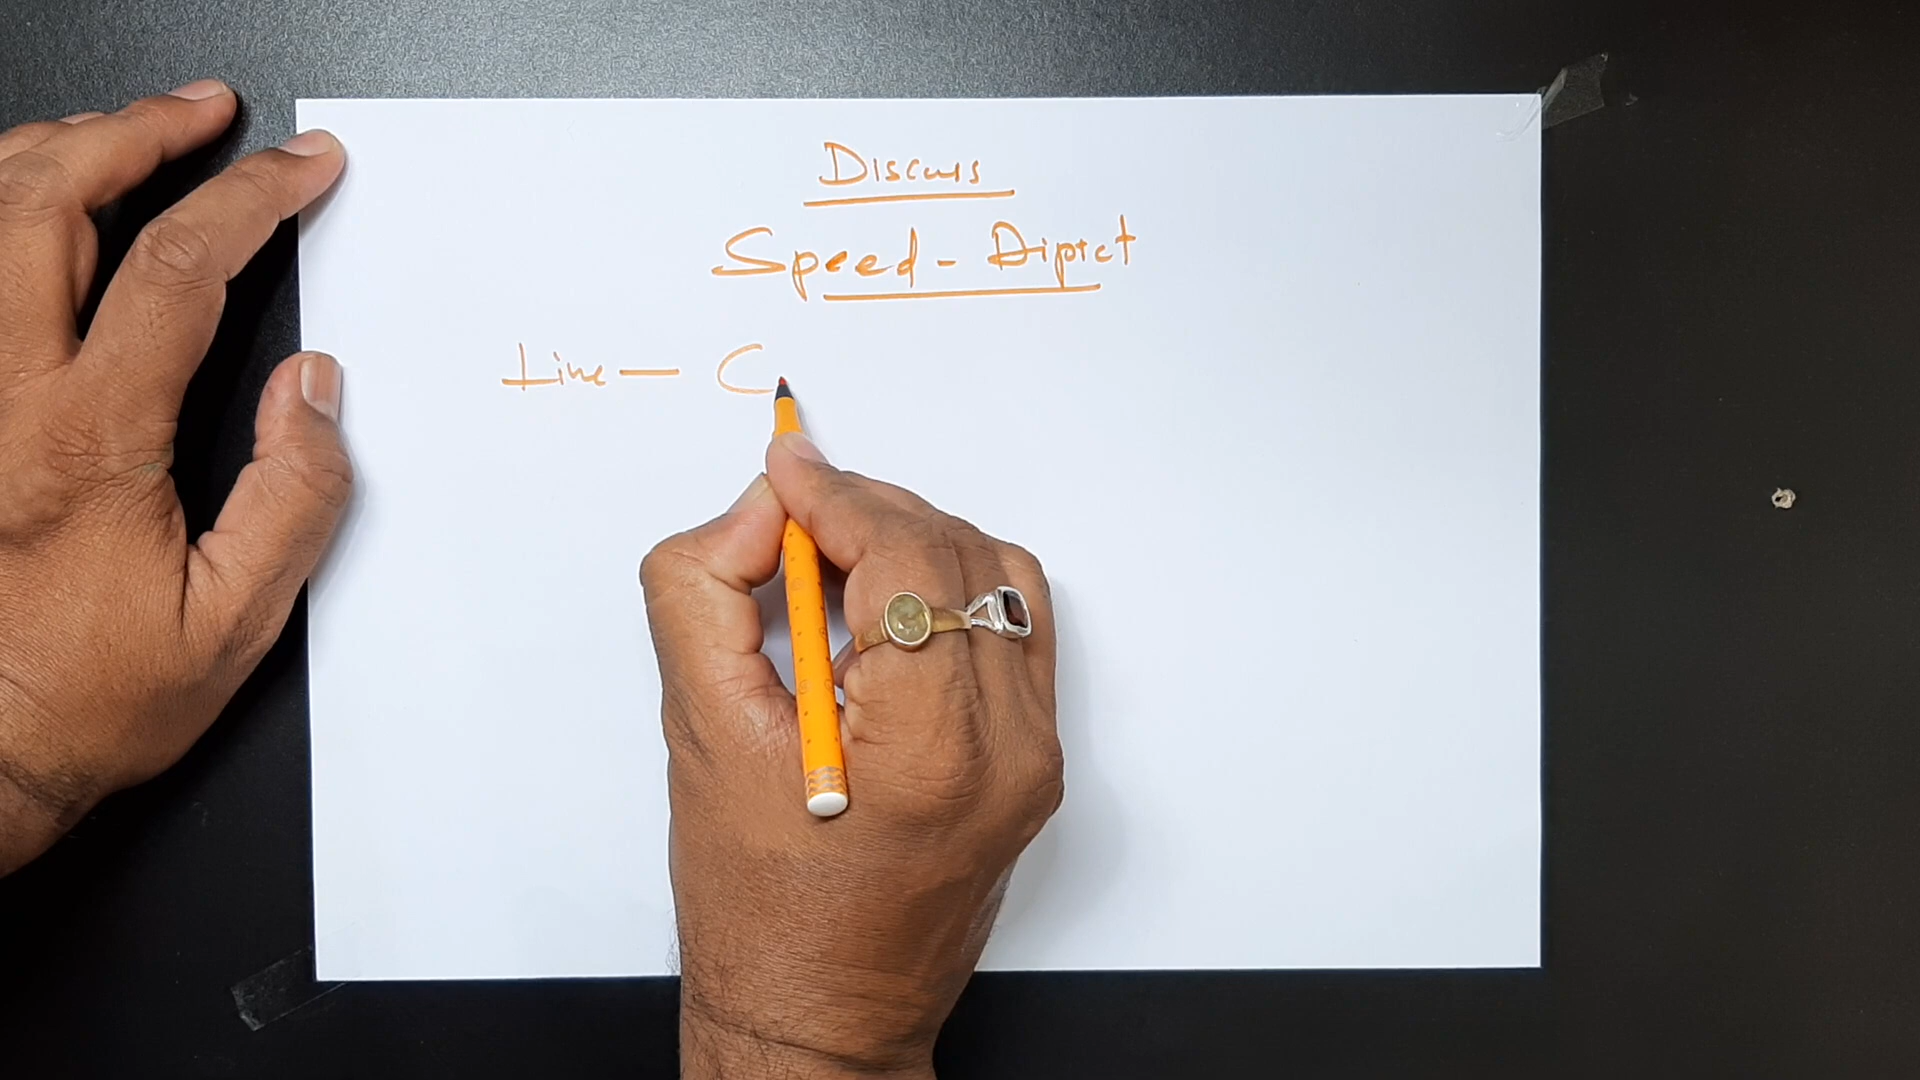 Discuss
Speed - Dipict
Line — C